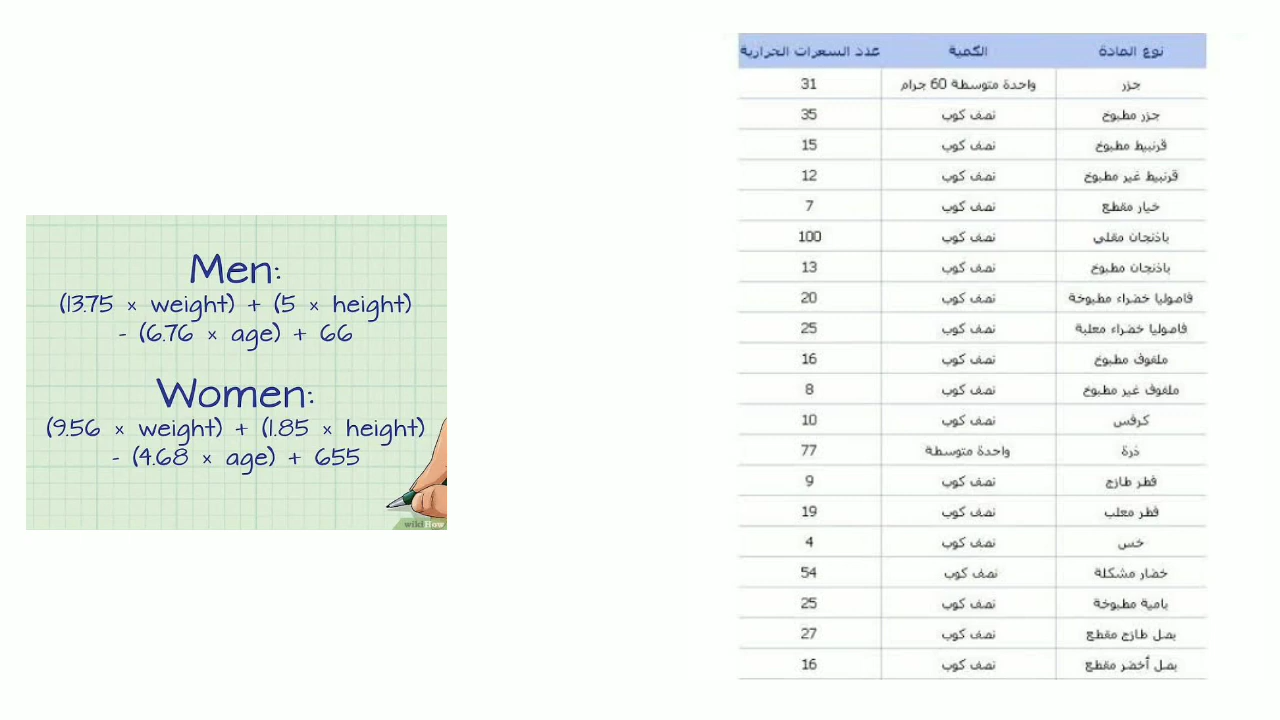 Men:
(13.75 × weight) + (5 × height)
- (6.76 × age) + 66
Women:
(9.56 × weight) + (1.85 × height)
- (4.68 × age) + 655
wikiHow
نوع المادة الكمية عدد السعرات الحرارية
جزر واحدة متوسطة 60 جرام 31
جزر مطبوخ نصف كوب 35
قرنبيط مطبوخ نصف كوب 15
قرنبيط غير مطبوخ نصف كوب 12
خيار مقطع نصف كوب 7
باذنجان مقلي نصف كوب 100
باذنجان مطبوخ نصف كوب 13
فاصوليا خضراء مطبوخة نصف كوب 20
فاصوليا خضراء معلبة نصف كوب 25
ملفوف مطبوخ نصف كوب 16
ملفوف غير مطبوخ نصف كوب 8
كرفس نصف كوب 10
ذرة واحدة متوسطة 77
فطر طازج نصف كوب 9
فطر معلب نصف كوب 19
خس نصف كوب 4
خضار مشكلة نصف كوب 54
بامية مطبوخة نصف كوب 25
بصل طازج مقطع نصف كوب 27
بصل أخضر مقطع نصف كوب 16